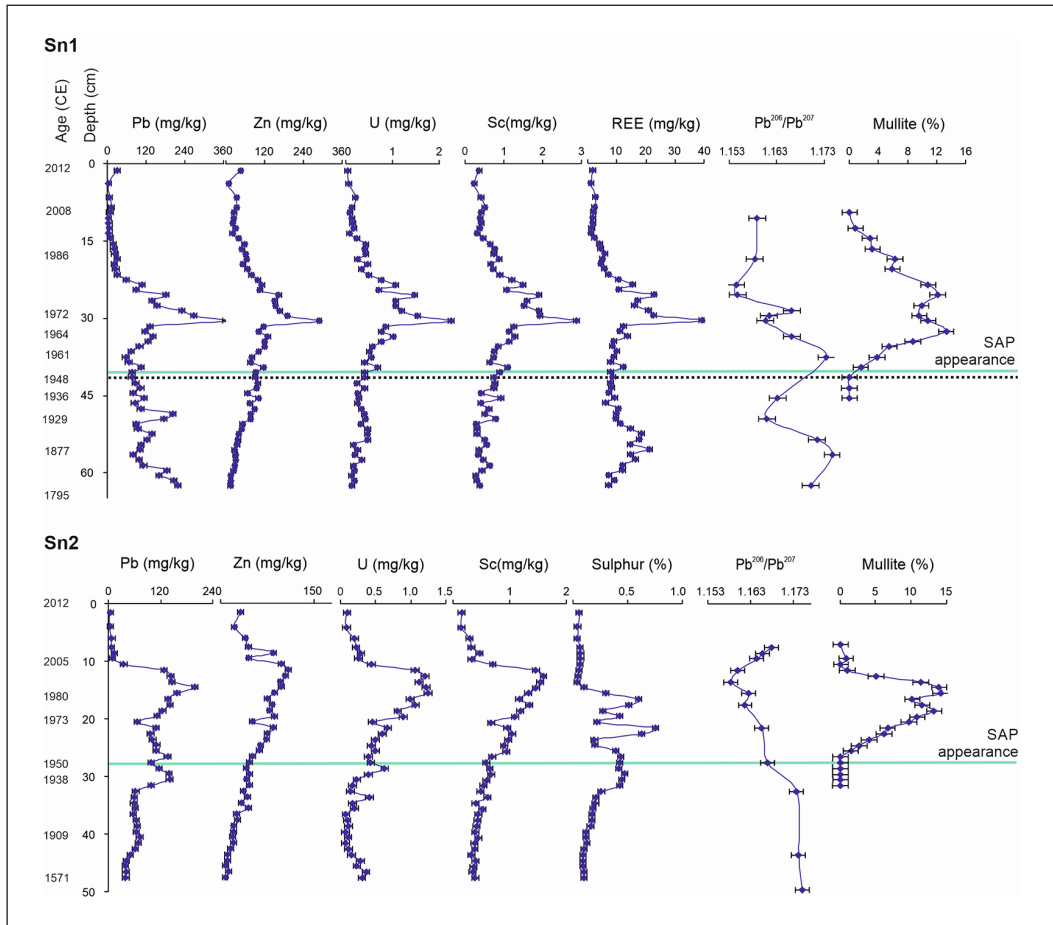 Sn1
Age (CE)
Depth (cm)
Pb (mg/kg) Zn (mg/kg) U (mg/kg) Sc(mg/kg) REE (mg/kg) Pb²⁰⁶/Pb²⁰⁷ Mullite (%)
0 120 240 360 120 240 360 1 2 0 1 2 3 10 20 30 40 1.153 1.163 1.173 0 4 8 12 16
2012 0
2008
15
1986
1972 30
1964
SAP
1961 appearance
1948
1936 45
1929
1877
60
1795
Sn2
Pb (mg/kg) Zn (mg/kg) U (mg/kg) Sc(mg/kg) Sulphur (%) Pb²⁰⁶/Pb²⁰⁷ Mullite (%)
0 120 240 150 0 0.5 1.0 1.5 1 2 0 0.5 1.0 1.153 1.163 1.173 0 5 10 15
2012 0
2005 10
1980
1973 20
SAP
appearance
1950
1938 30
1909 40
1571
50